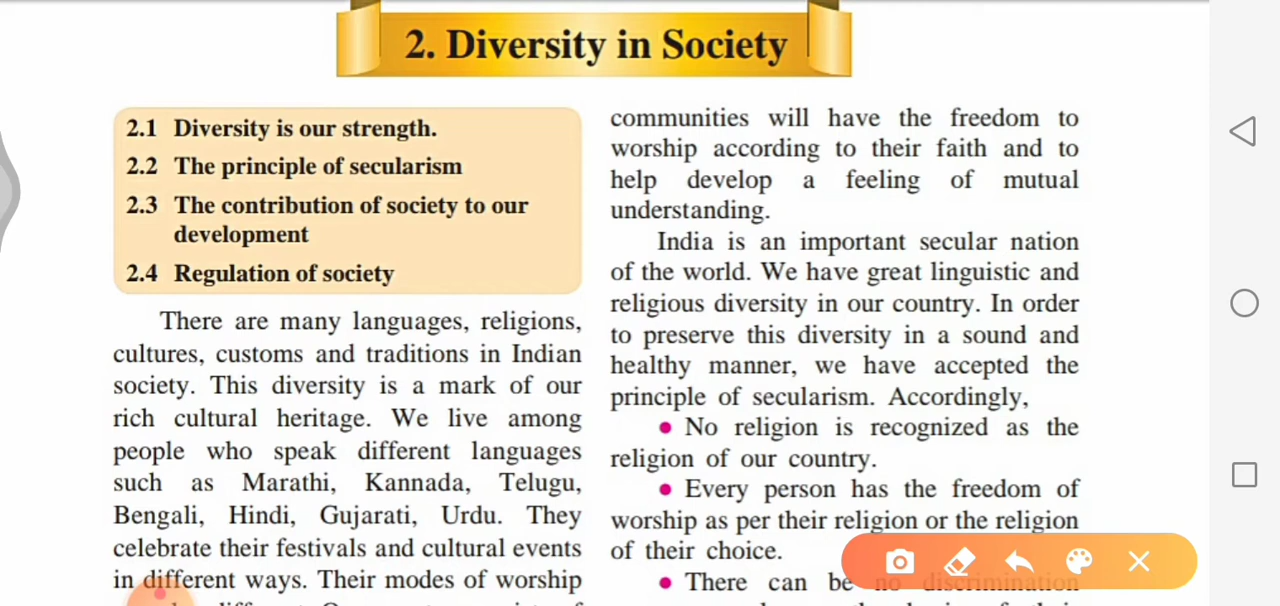 2. Diversity in Society
2.1 Diversity is our strength.
2.2 The principle of secularism
2.3 The contribution of society to our
development
2.4 Regulation of society
There are many languages, religions,
cultures, customs and traditions in Indian
society. This diversity is a mark of our
rich cultural heritage. We live among
people who speak different languages
such as Marathi, Kannada, Telugu,
Bengali, Hindi, Gujarati, Urdu. They
celebrate their festivals and cultural events
in different ways. Their modes of worship
communities will have the freedom to
worship according to their faith and to
help develop a feeling of mutual
understanding.
India is an important secular nation
of the world. We have great linguistic and
religious diversity in our country. In order
to preserve this diversity in a sound and
healthy manner, we have accepted the
principle of secularism. Accordingly,
• No religion is recognized as the
religion of our country.
• Every person has the freedom of
worship as per their religion or the religion
of their choice.
• There can be no discrimination